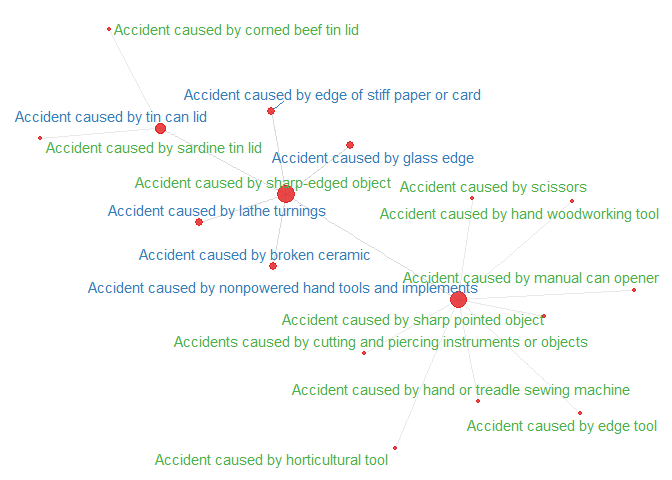 Accident caused by corned beef tin lid
Accident caused by edge of stiff paper or card
Accident caused by tin can lid
Accident caused by sardine tin lid
Accident caused by glass edge
Accident caused by sharp-edged object
Accident caused by scissors
Accident caused by lathe turnings
Accident caused by hand woodworking tool
Accident caused by broken ceramic
Accident caused by manual can opener
Accident caused by nonpowered hand tools and implements
Accident caused by sharp pointed object
Accidents caused by cutting and piercing instruments or objects
Accident caused by hand or treadle sewing machine
Accident caused by edge tool
Accident caused by horticultural tool